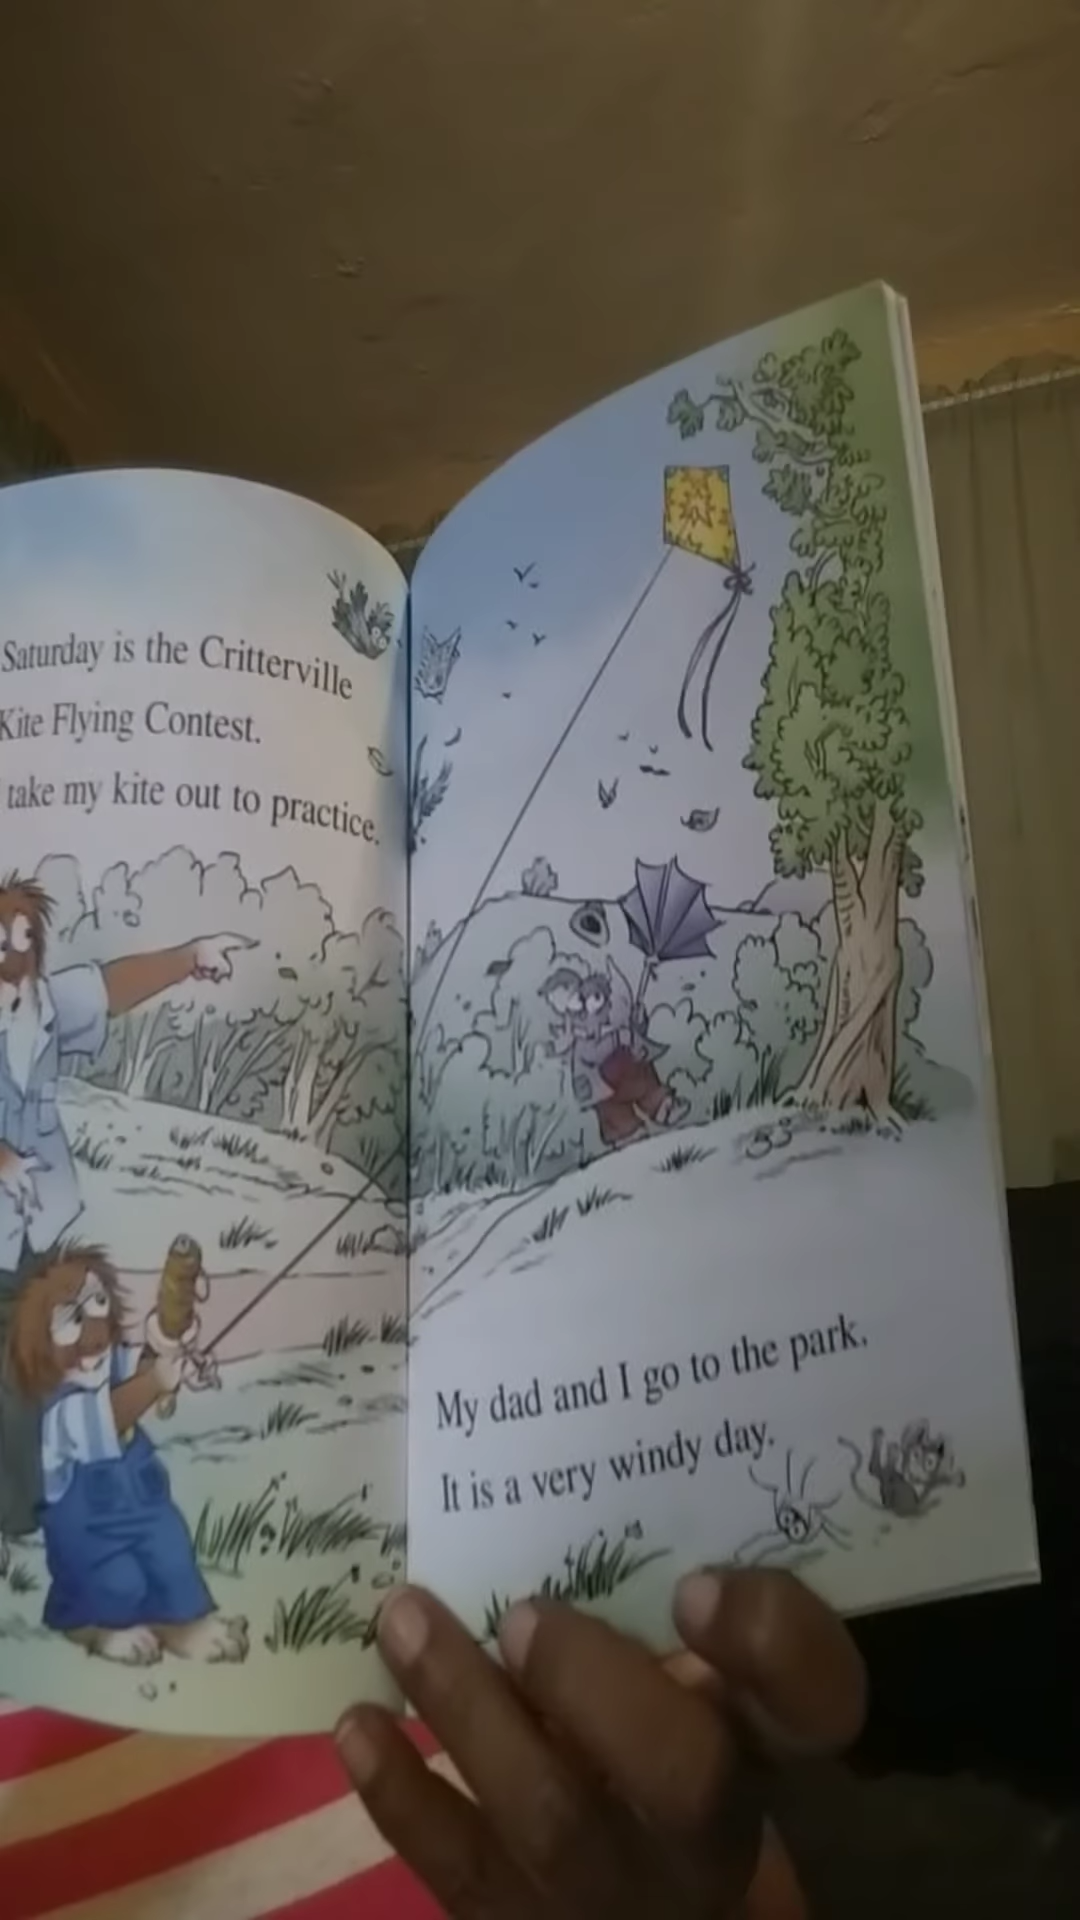 Saturday is the Critterville
Kite Flying Contest.
take my kite out to practice.
My dad and I go to the park.
It is a very windy day.